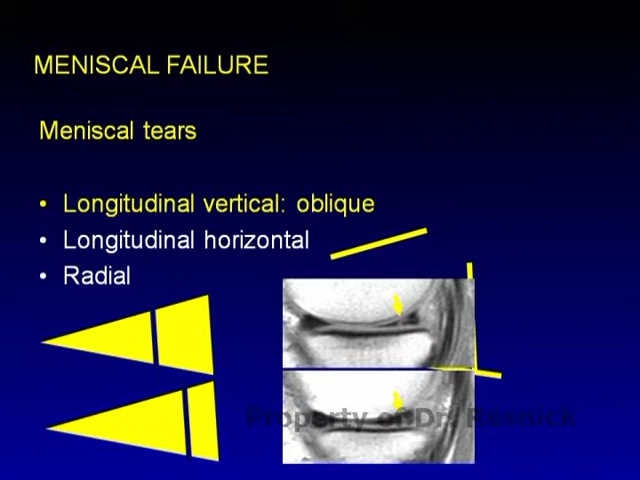 MENISCAL FAILURE
Meniscal tears
• Longitudinal vertical: oblique
• Longitudinal horizontal
• Radial
Property of Dr. Resnick